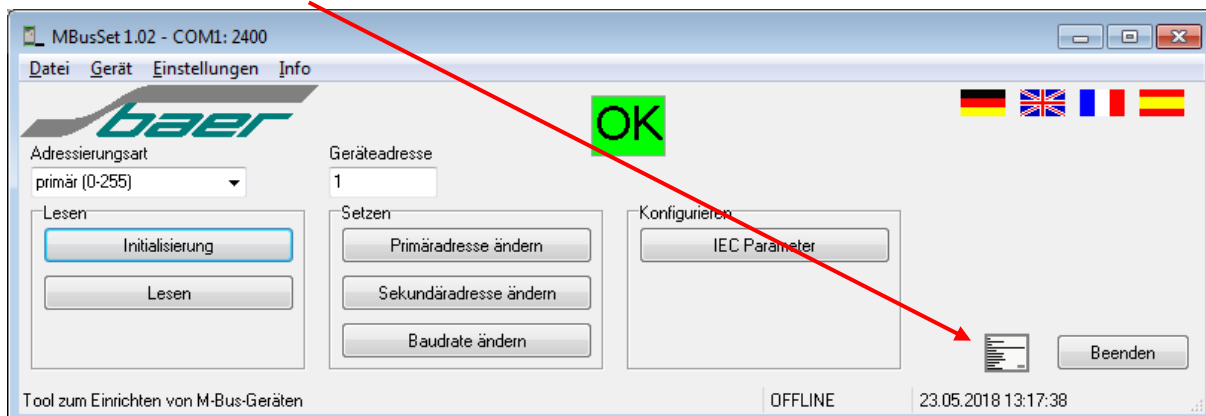 MBusSet 1.02 - COM1: 2400
Datei Gerät Einstellungen Info
baer
OK
Adressierungsart
Geräteadresse
primär (0-255)
1
Lesen
Setzen
Konfigurieren
Initialisierung
Primäradresse ändern
IEC Parameter
Lesen
Sekundäradresse ändern
Baudrate ändern
Beenden
Tool zum Einrichten von M-Bus-Geräten
OFFLINE
23.05.2018 13:17:38